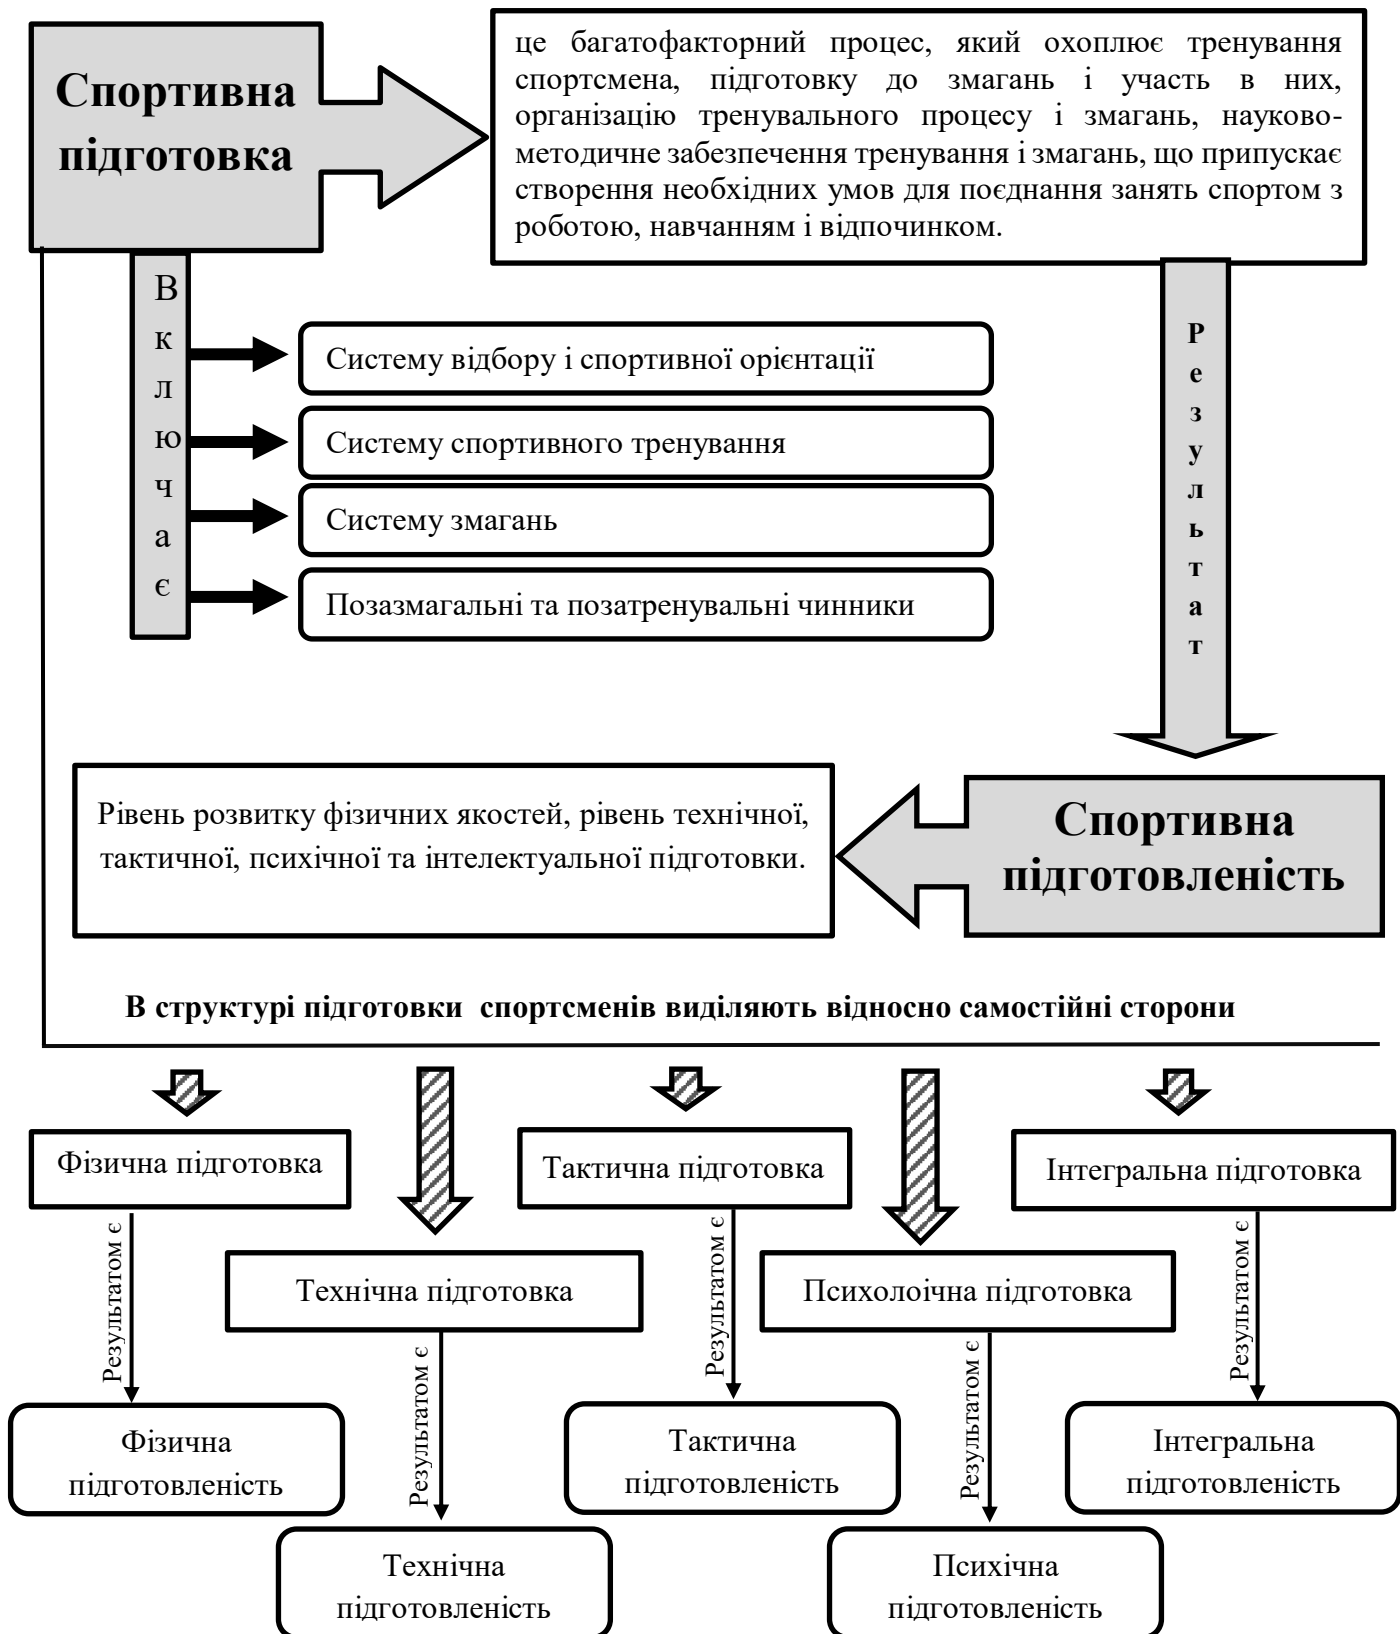 Спортивна
підготовка
це багатофакторний процес, який охоплює тренування
спортсмена, підготовку до змагань і участь в них,
організацію тренувального процесу і змагань, науково-
методичне забезпечення тренування і змагань, що припускає
створення необхідних умов для поєднання занять спортом з
роботою, навчанням і відпочинком.
Включає
Систему відбору і спортивної орієнтації
Систему спортивного тренування
Систему змагань
Позазмагальні та позатренувальні чинники
Результат
Рівень розвитку фізичних якостей, рівень технічної,
тактичної, психічної та інтелектуальної підготовки.
Спортивна
підготовленість
В структурі підготовки  спортсменів виділяють відносно самостійні сторони
Фізична підготовка
Тактична підготовка
Інтегральна підготовка
Технічна підготовка
Психолоічна підготовка
Результатом є
Результатом є
Результатом є
Результатом є
Результатом є
Фізична
підготовленість
Тактична
підготовленість
Інтегральна
підготовленість
Технічна
підготовленість
Психічна
підготовленість